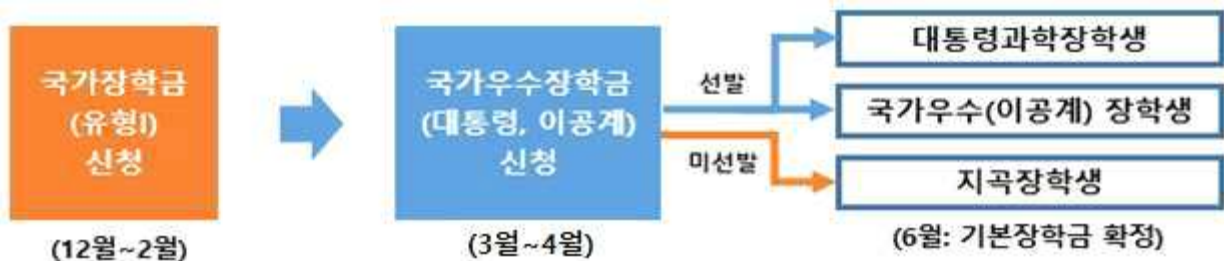 국가장학금
(유형I)
신청
(12월~2월)
국가우수장학금
(대통령, 이공계)
신청
(3월~4월)
선발
미선발
대통령과학장학생
국가우수(이공계) 장학생
지곡장학생
(6월: 기본장학금 확정)